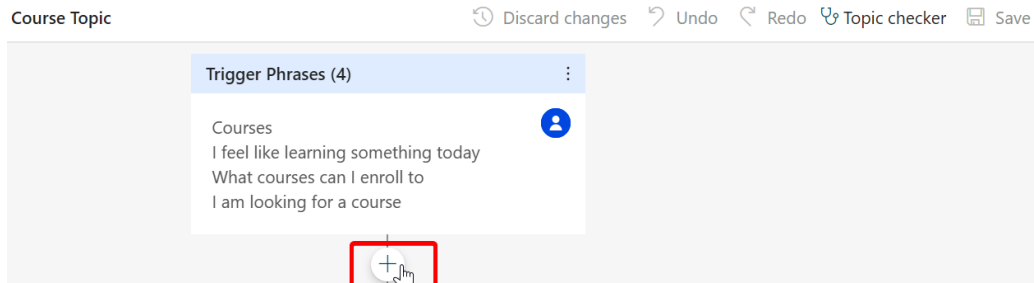 Course Topic
Discard changes Undo Redo Topic checker Save
Trigger Phrases (4)
Courses
I feel like learning something today
What courses can I enroll to
I am looking for a course